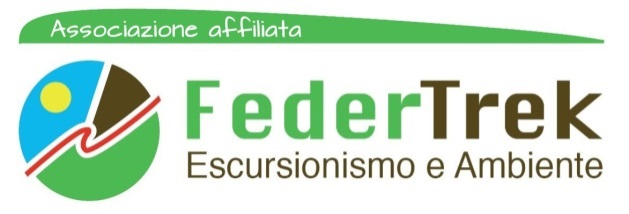 Associazione affiliata
FederTrek
Escursionismo e Ambiente